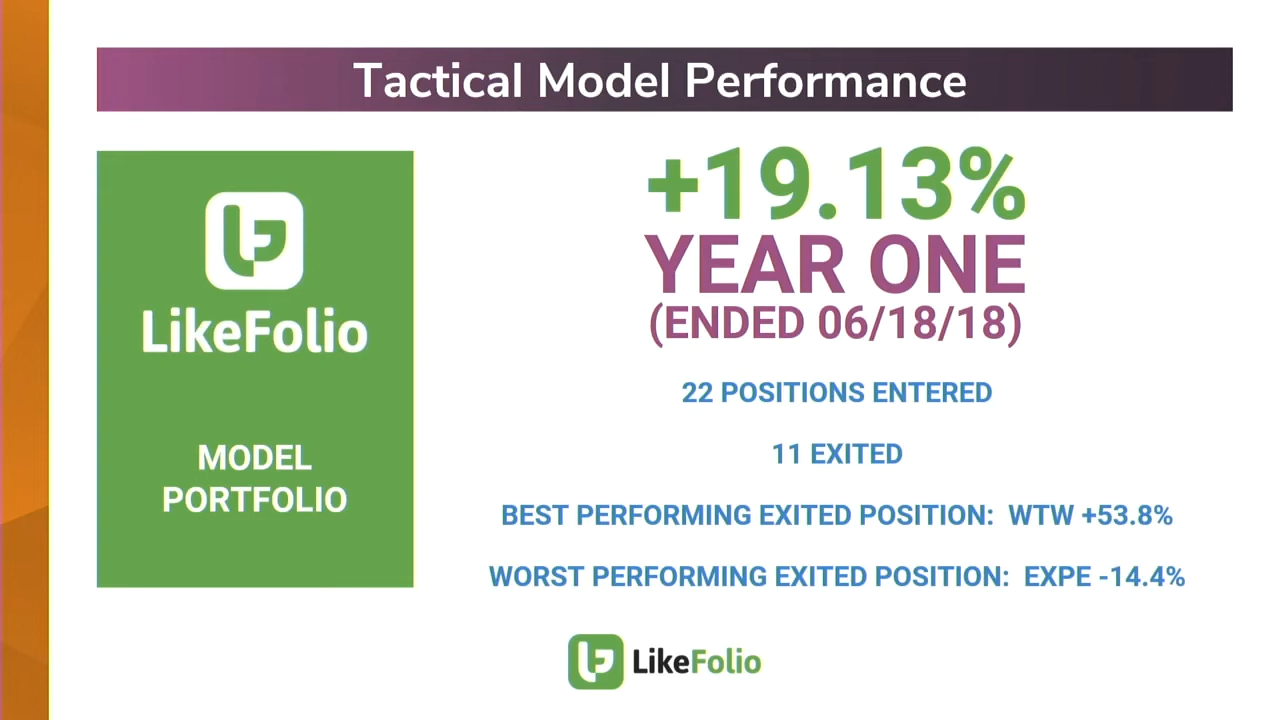 Tactical Model Performance
LikeFolio
MODEL
PORTFOLIO
+19.13%
YEAR ONE
(ENDED 06/18/18)
22 POSITIONS ENTERED
11 EXITED
BEST PERFORMING EXITED POSITION: WTW +53.8%
WORST PERFORMING EXITED POSITION: EXPE -14.4%
LikeFolio